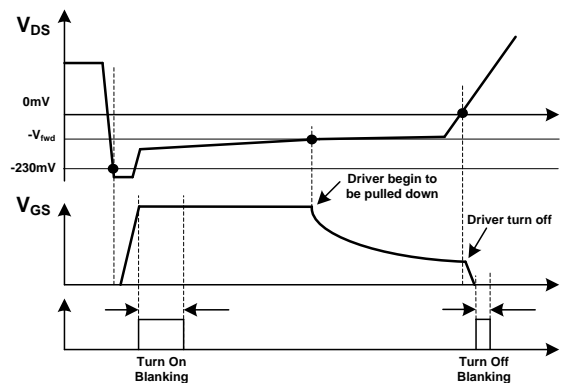 VDS
0mV
-Vfwd
-230mV
Driver begin to
be pulled down
VGS
Driver turn off
Turn On
Blanking
Turn Off
Blanking